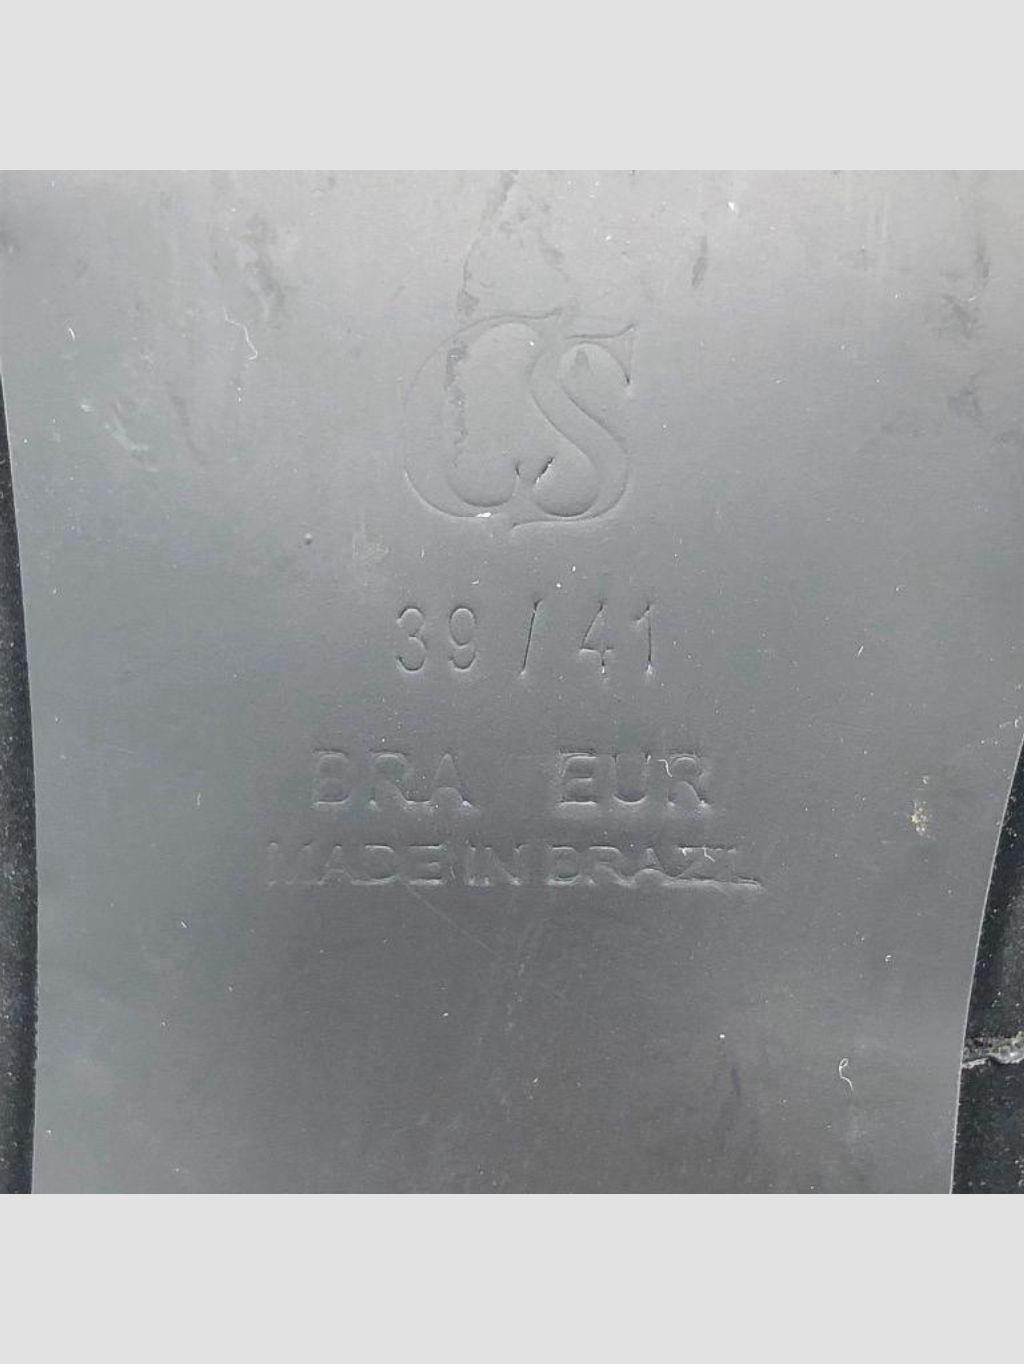 CS
39 / 41
BRA EUR
MADE IN BRAZIL